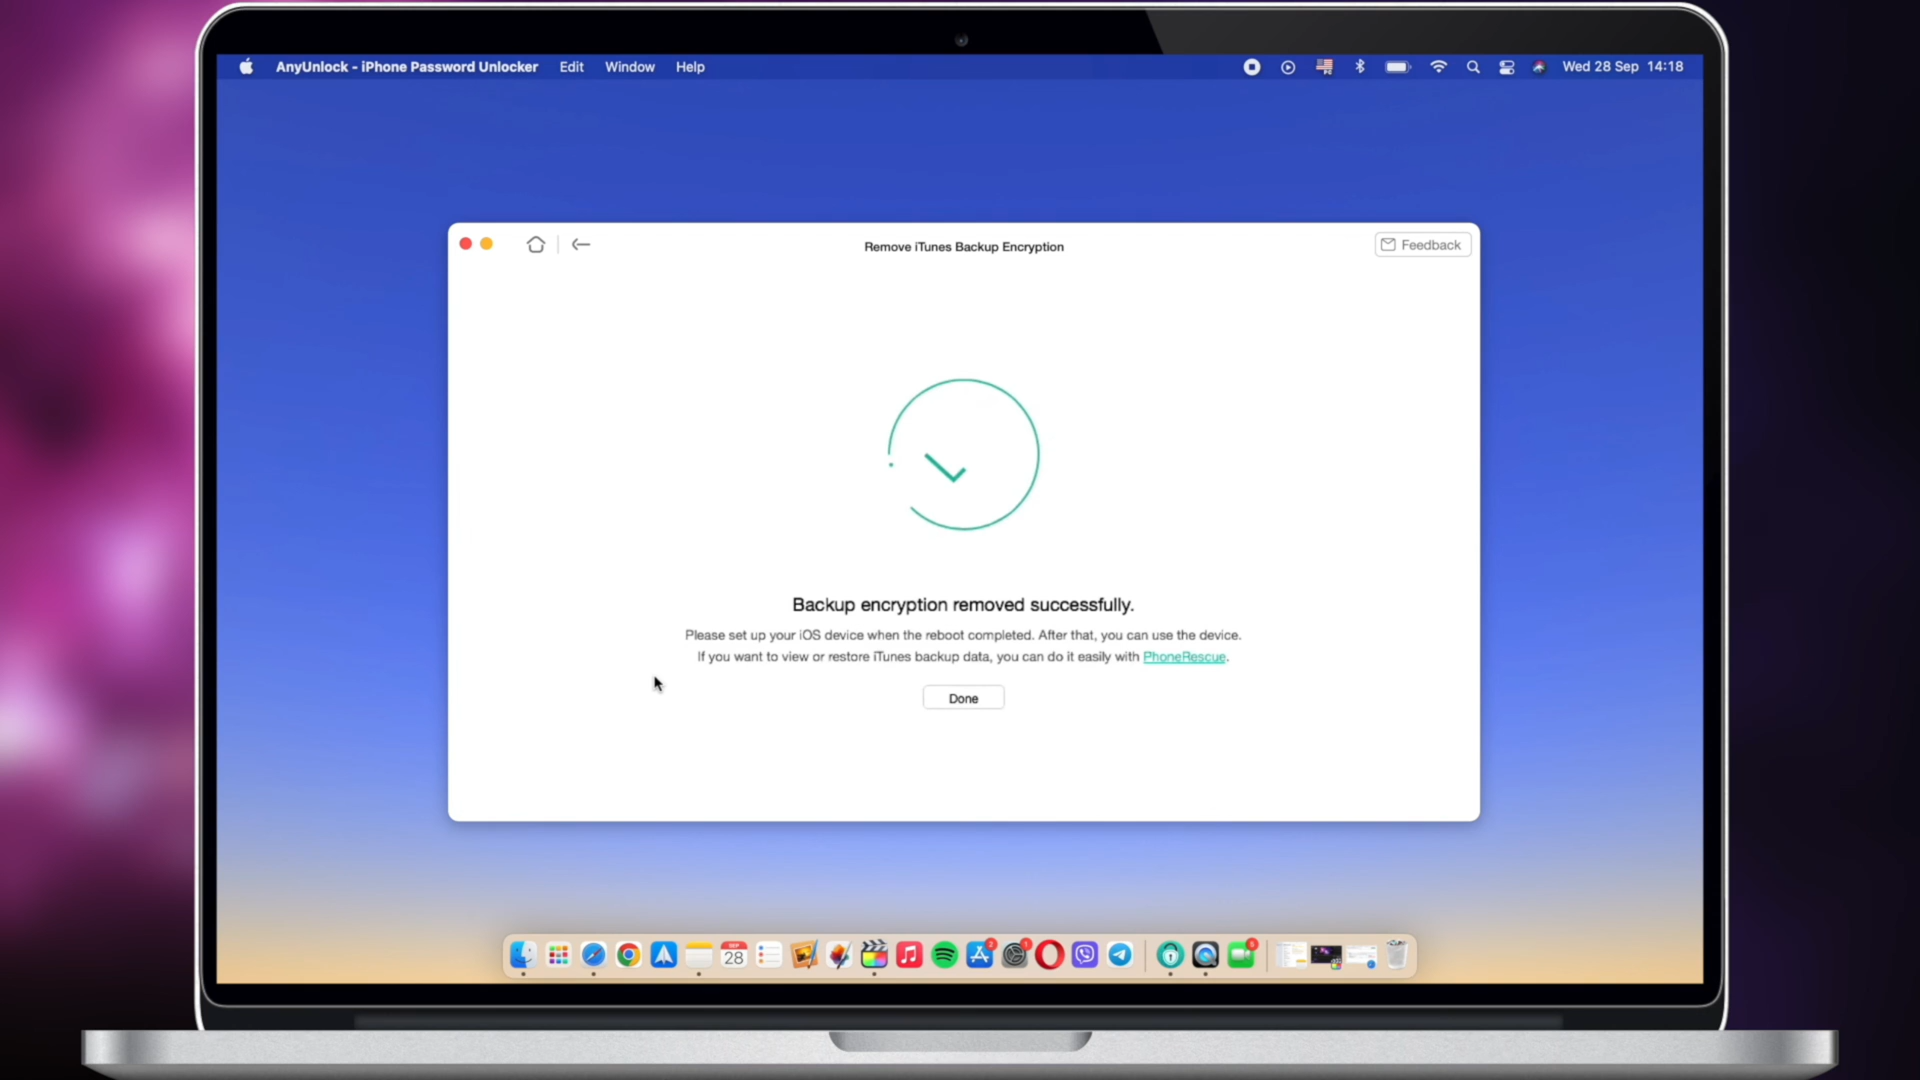 AnyUnlock - iPhone Password Unlocker Edit Window Help Wed 28 Sep 14:18
Remove iTunes Backup Encryption
Feedback
Backup encryption removed successfully.
Please set up your iOS device when the reboot completed. After that, you can use the device.
If you want to view or restore iTunes backup data, you can do it easily with PhoneRescue.
Done
SEP
28
2
1